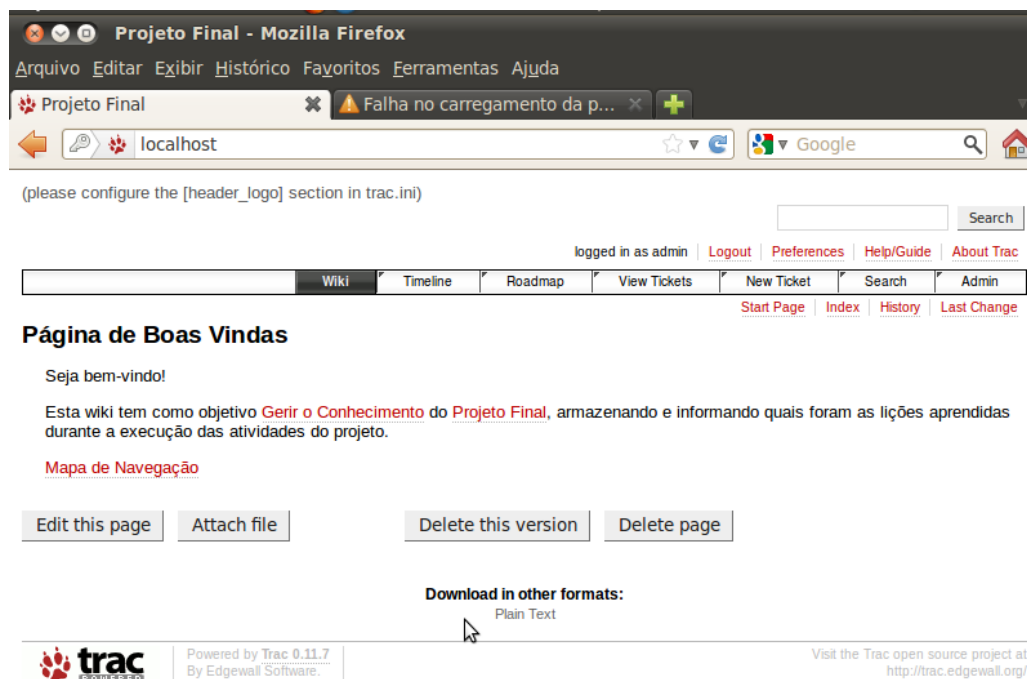 Projeto Final - Mozilla Firefox
Arquivo Editar Exibir Histórico Favoritos Ferramentas Ajuda
Projeto Final Falha no carregamento da p...
localhost Google
(please configure the [header_logo] section in trac.ini)
Search
logged in as admin Logout Preferences Help/Guide About Trac
Wiki Timeline Roadmap View Tickets New Ticket Search Admin
Start Page Index History Last Change
Página de Boas Vindas
Seja bem-vindo!
Esta wiki tem como objetivo Gerir o Conhecimento do Projeto Final, armazenando e informando quais foram as lições aprendidas
durante a execução das atividades do projeto.
Mapa de Navegação
Edit this page Attach file Delete this version Delete page
Download in other formats:
Plain Text
trac Powered by Trac 0.11.7 Visit the Trac open source project at
POWERED By Edgewall Software. http://trac.edgewall.org/